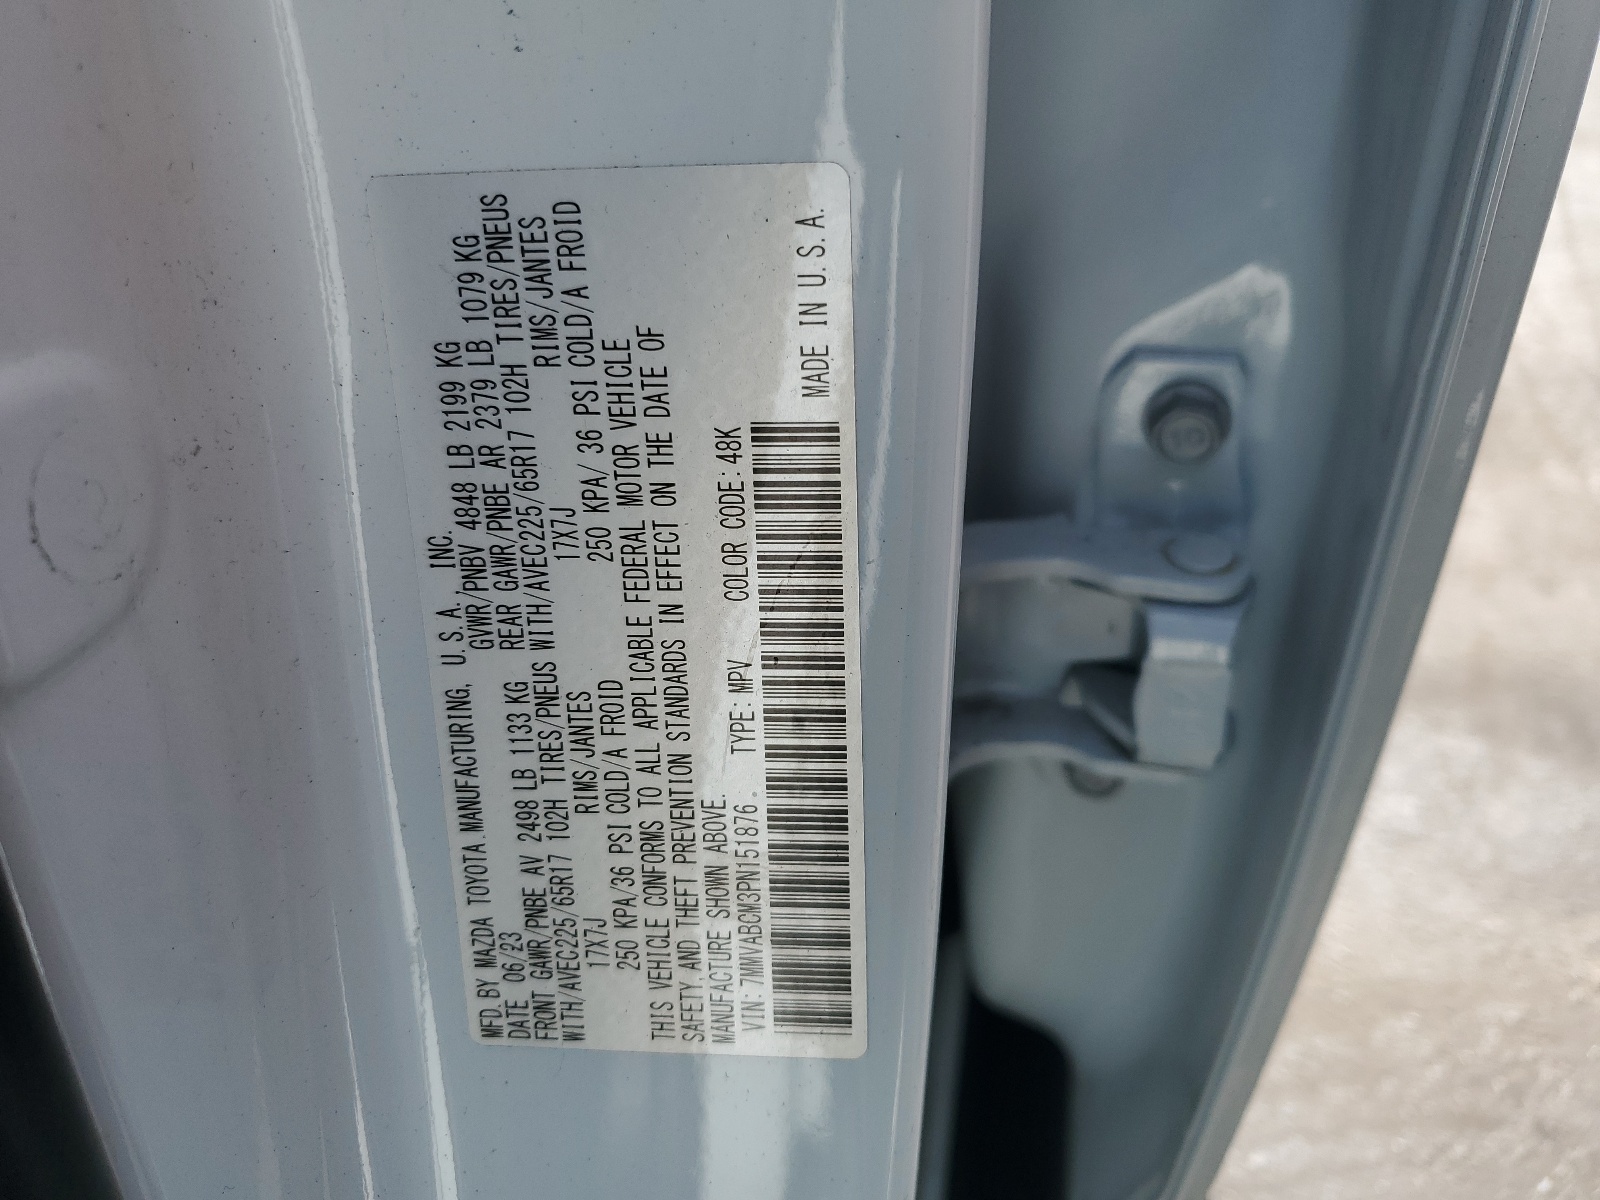 MFD. BY MAZDA TOYOTA MANUFACTURING, U.S.A., INC.
DATE 06/23 GVWR/PNBV 4848 LB 2199 KG
FRONT GAWR/PNBE AV 2498 LB 1133 KG REAR GAWR/PNBE AR 2379 LB 1079 KG
WITH/AVEC225/65R17 102H TIRES/PNEUS WITH/AVEC225/65R17 102H TIRES/PNEUS
17X7J RIMS/JANTES 17X7J RIMS/JANTES
250 KPA/36 PSI COLD/A FROID 250 KPA/ 36 PSI COLD/A FROID
THIS VEHICLE CONFORMS TO ALL APPLICABLE FEDERAL MOTOR VEHICLE
SAFETY, AND THEFT PREVENTION STANDARDS IN EFFECT ON THE DATE OF
MANUFACTURE SHOWN ABOVE.
VIN: 7MMVABCM3PN151876. TYPE: MPV COLOR CODE: 48K
MADE IN U.S.A.